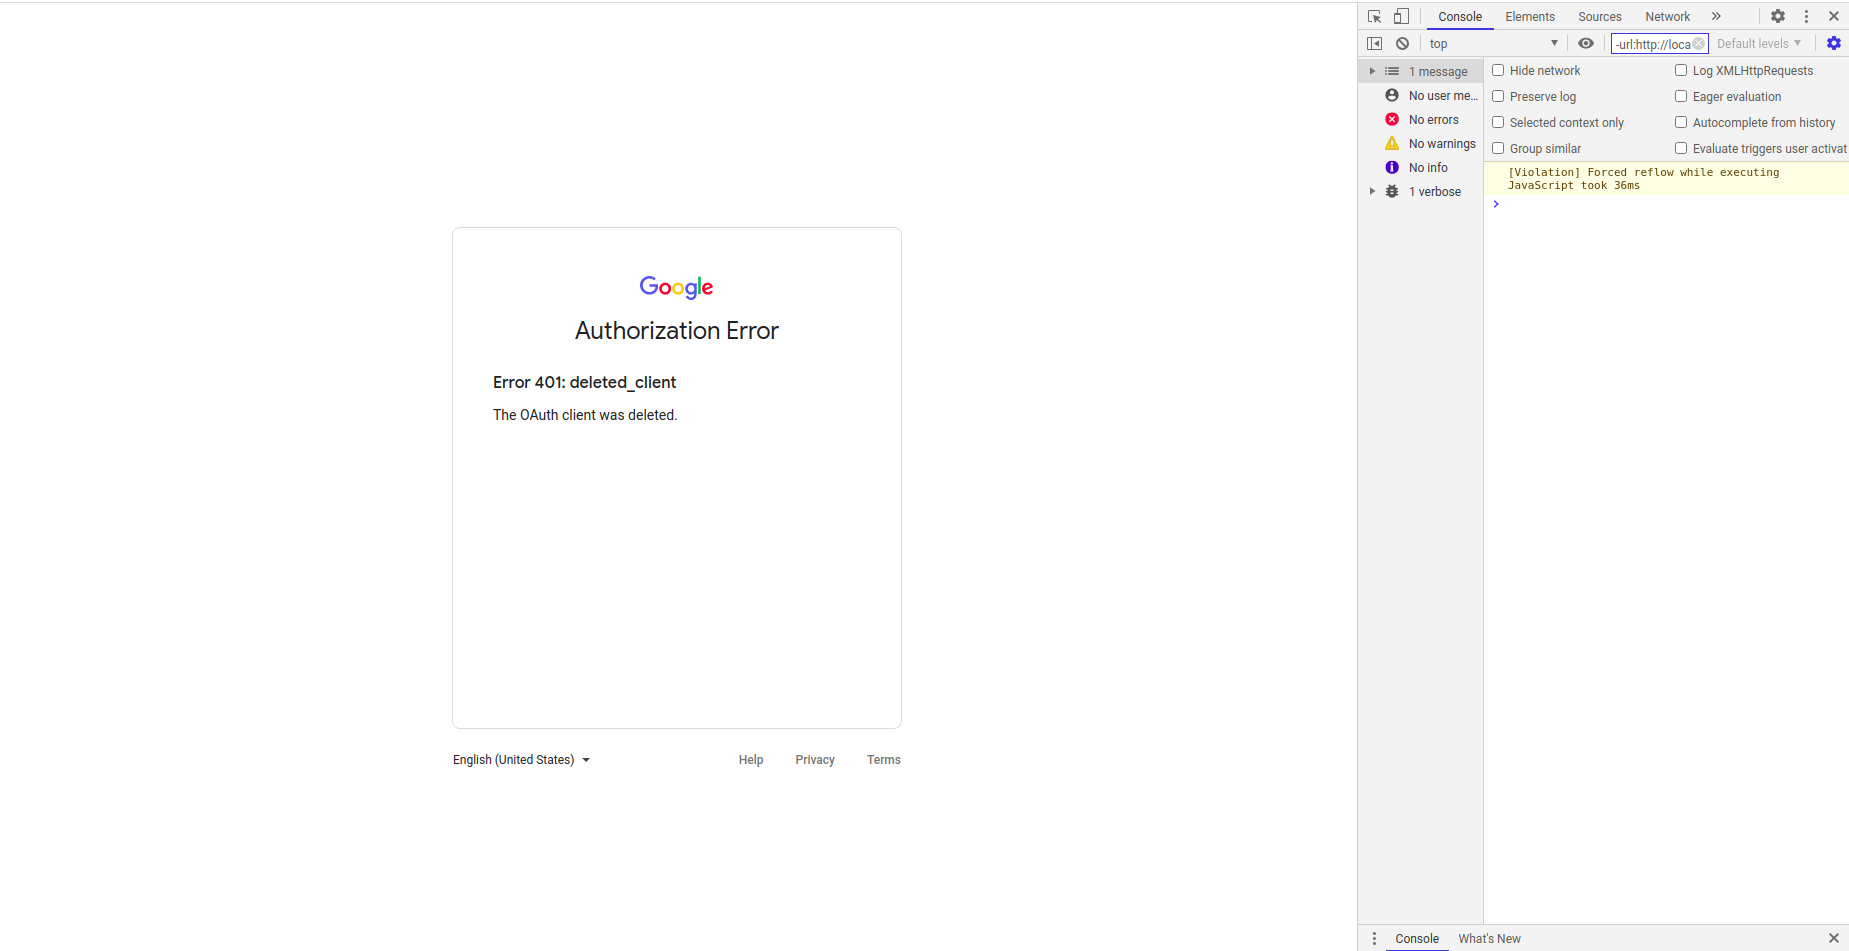 Google
Authorization Error
Error 401: deleted_client
The OAuth client was deleted.
English (United States)
Help Privacy Terms
Console Elements Sources Network
top -url:http://loca Default levels
1 message
No user me...
No errors
No warnings
No info
1 verbose
Hide network Log XMLHttpRequests
Preserve log Eager evaluation
Selected context only Autocomplete from history
Group similar Evaluate triggers user activat
[Violation] Forced reflow while executing
JavaScript took 36ms
Console What's New